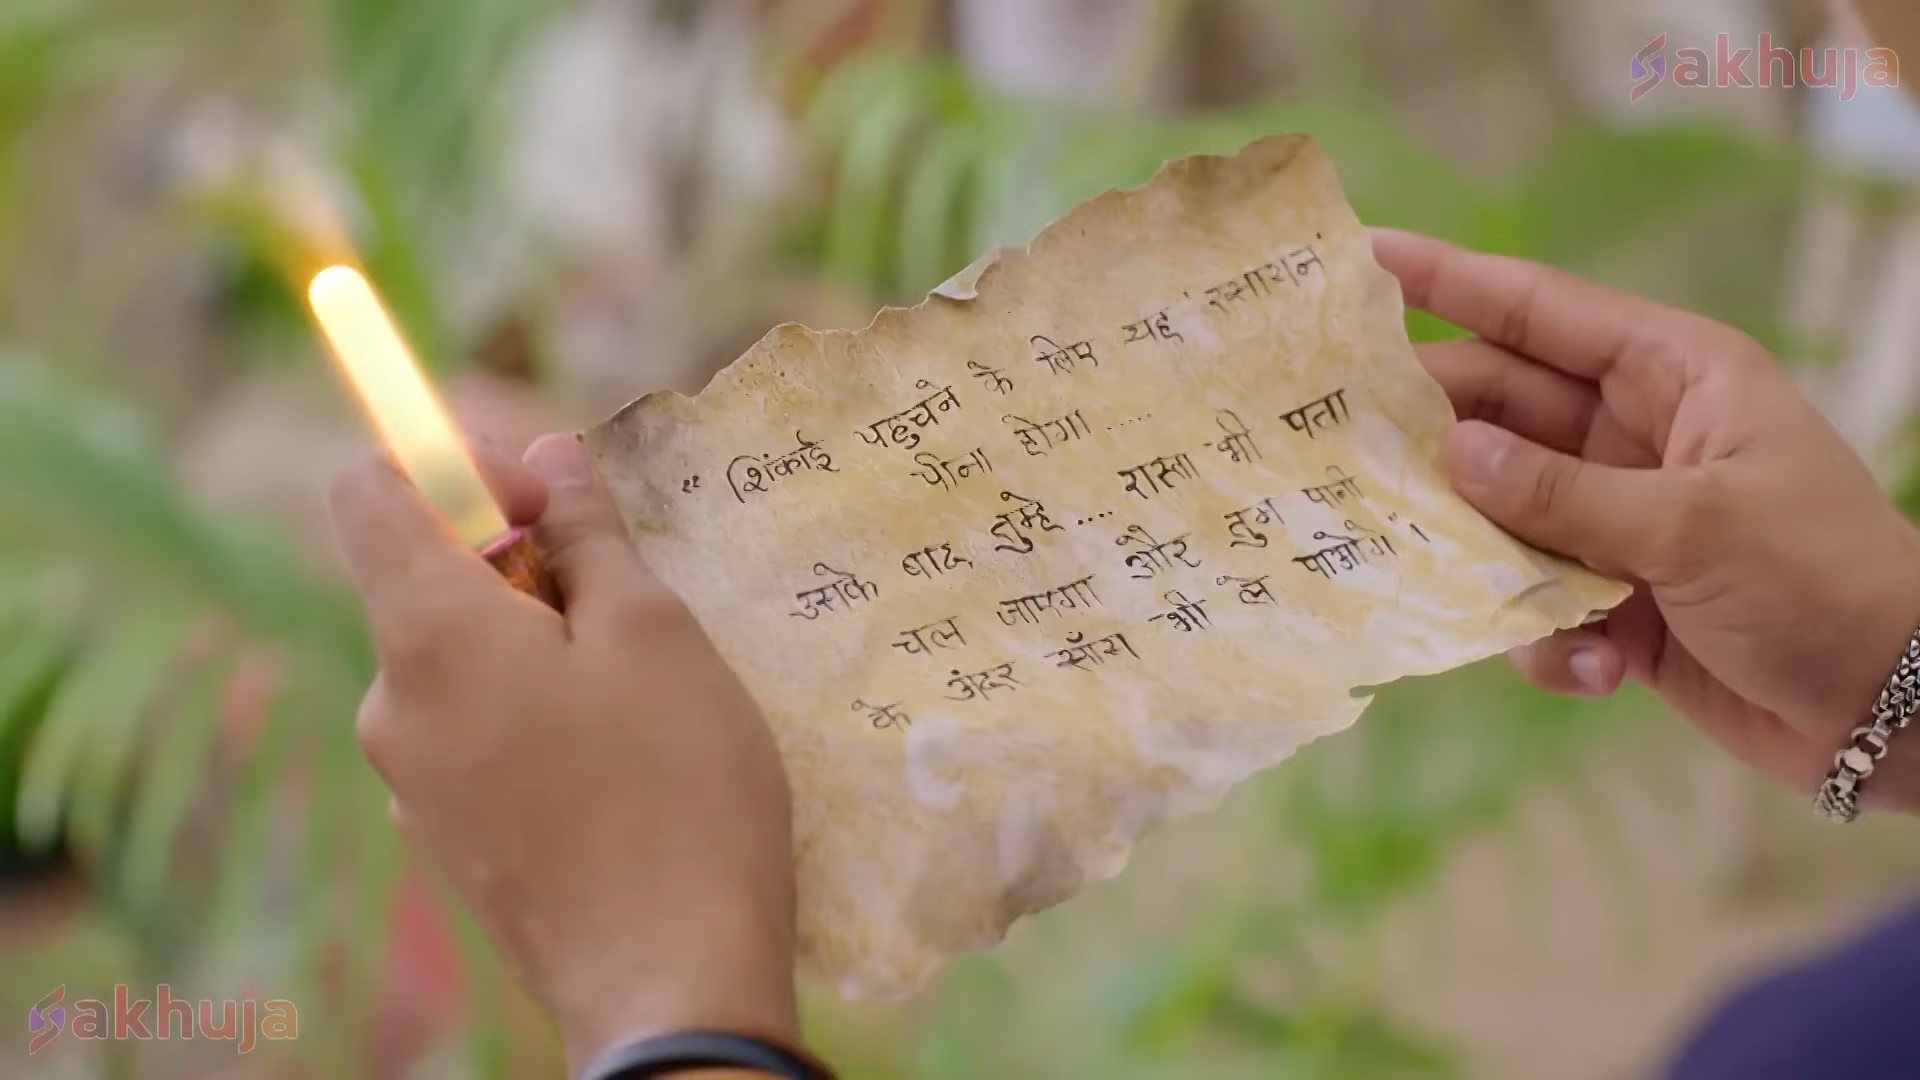 Sakhuja
“ शिंकाई पहुचने के लिए यह 'रसायन'
पीना होगा .....
उसके बाद तुम्हे .... रास्ता भी पता
चल जाएगा और तुम पानी
के अंदर साँस भी ले पाओगे”।
Sakhuja